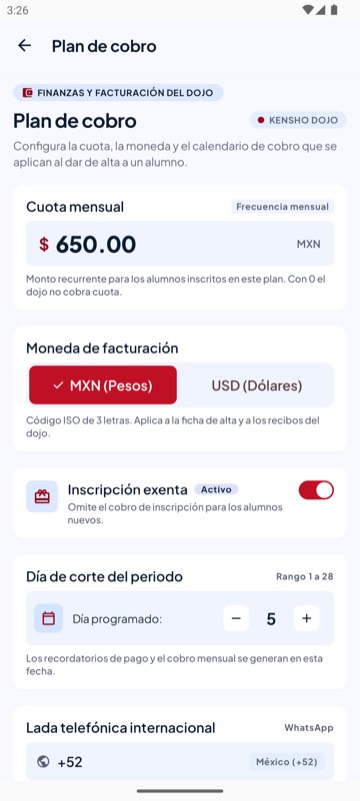 3:26
Plan de cobro
FINANZAS Y FACTURACIÓN DEL DOJO
Plan de cobro
KENSHO DOJO
Configura la cuota, la moneda y el calendario de cobro que se
aplican al dar de alta a un alumno.
Cuota mensual
Frecuencia mensual
$ 650.00
MXN
Monto recurrente para los alumnos inscritos en este plan. Con 0 el
dojo no cobra cuota.
Moneda de facturación
MXN (Pesos)
USD (Dólares)
Código ISO de 3 letras. Aplica a la ficha de alta y a los recibos del
dojo.
Inscripción exenta
Activo
Omite el cobro de inscripción para los alumnos
nuevos.
Día de corte del periodo
Rango 1 a 28
Día programado:
− 5 +
Los recordatorios de pago y el cobro mensual se generan en esta
fecha.
Lada telefónica internacional
WhatsApp
+52
México (+52)